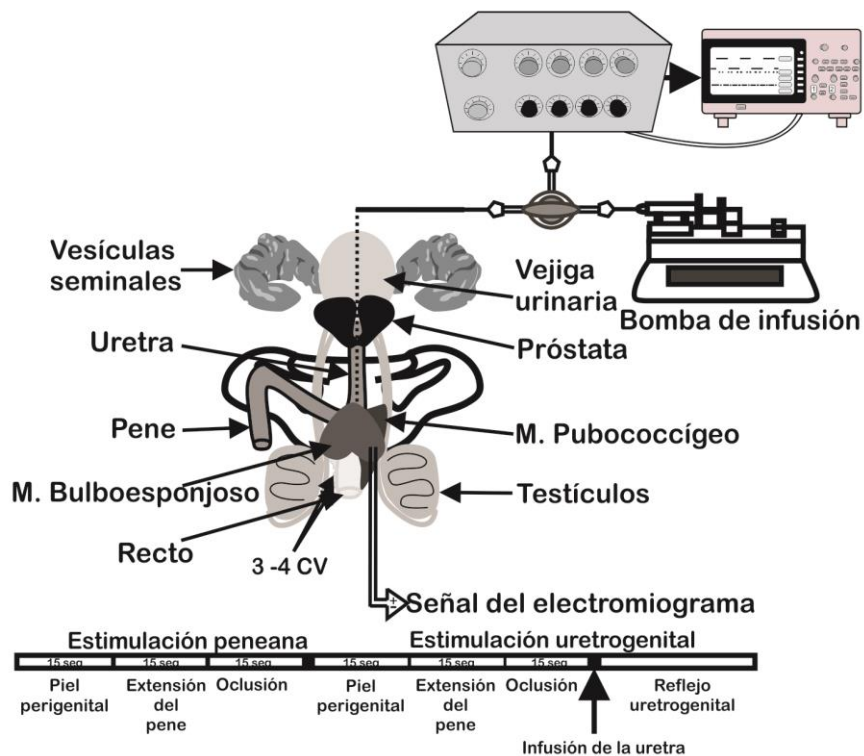 Vesículas
seminales
Vejiga
urinaria
Bomba de infusión
Uretra
Próstata
Pene
M. Pubococcígeo
M. Bulboesponjoso
Testículos
Recto
3 -4 CV
Señal del electromiograma
Estimulación peneana
Estimulación uretrogenital
15 seg 15 seg 15 seg 15 seg 15 seg 15 seg
Piel
perigenital
Extensión
del
pene
Oclusión
Piel
perigenital
Extensión
del
pene
Oclusión
Reflejo
uretrogenital
Infusión de la uretra